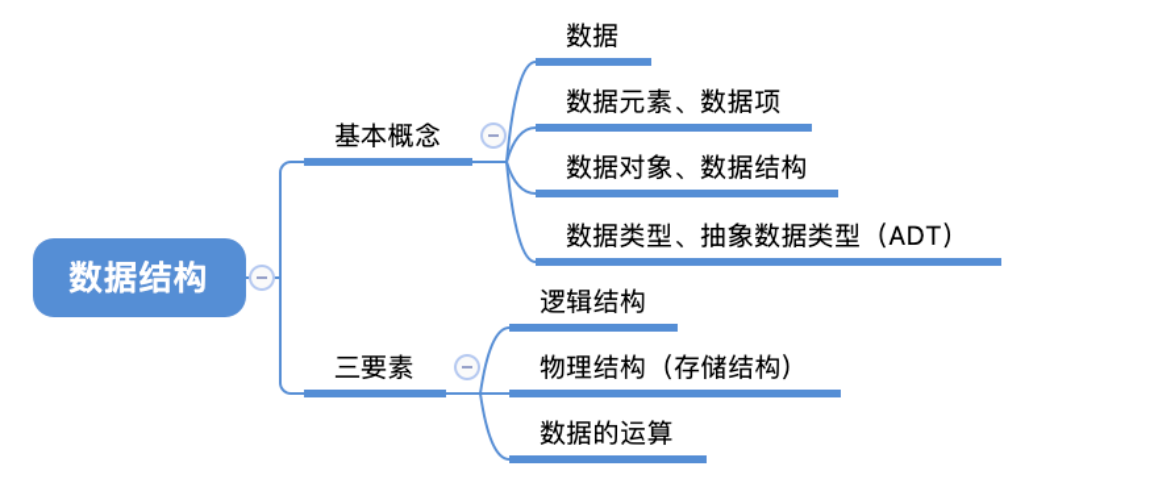 数据结构
基本概念
数据
数据元素、数据项
数据对象、数据结构
数据类型、抽象数据类型（ADT）
三要素
逻辑结构
物理结构（存储结构）
数据的运算